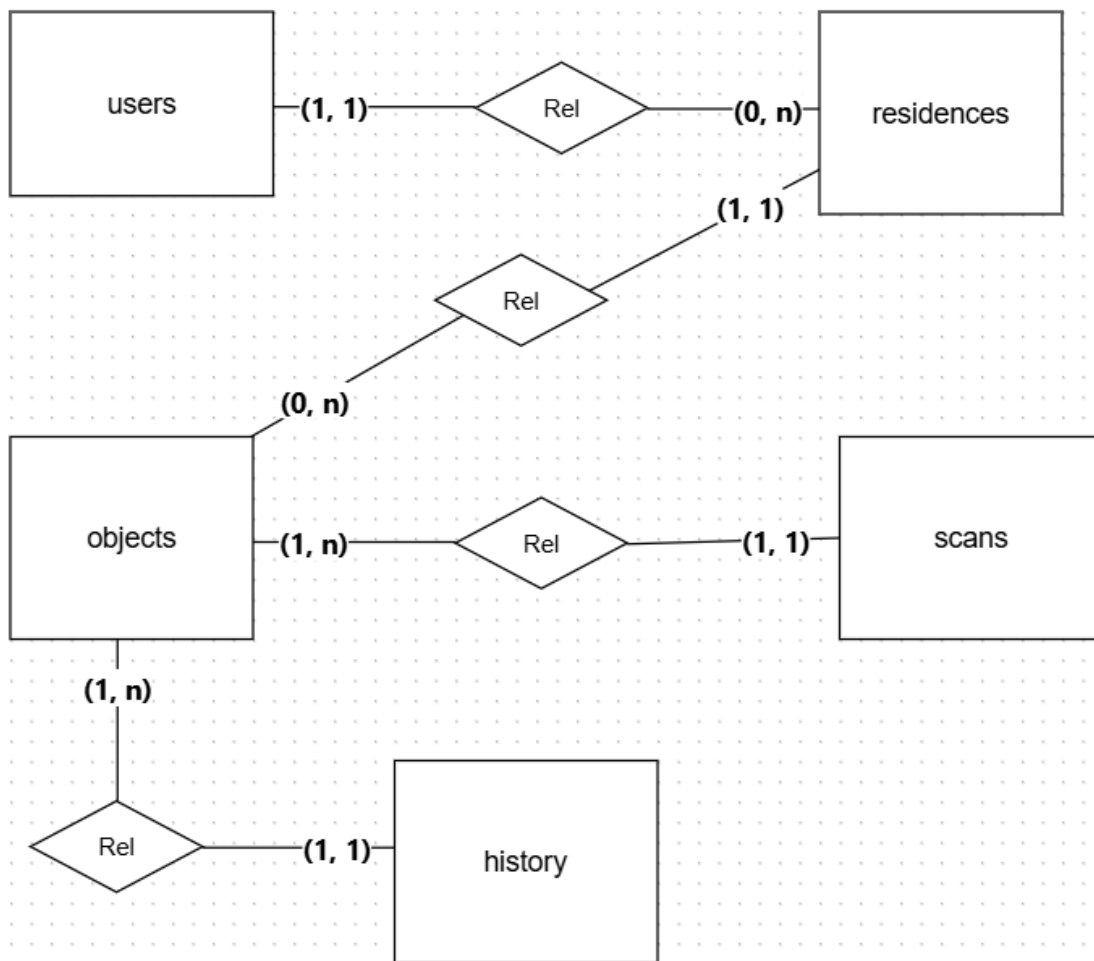 users
(1, 1)
Rel
(0, n)
residences
(1, 1)
Rel
(0, n)
objects
(1, n)
Rel
(1, 1)
scans
(1, n)
Rel
(1, 1)
history